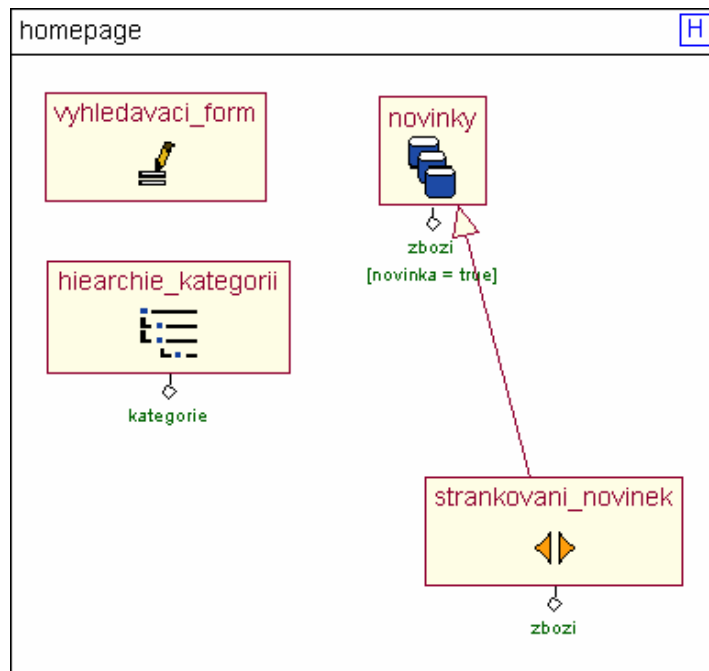 homepage
H
vyhledavaci_form
novinky
zbozi
[novinka = true]
hiearchie_kategorii
kategorie
strankovani_novinek
zbozi